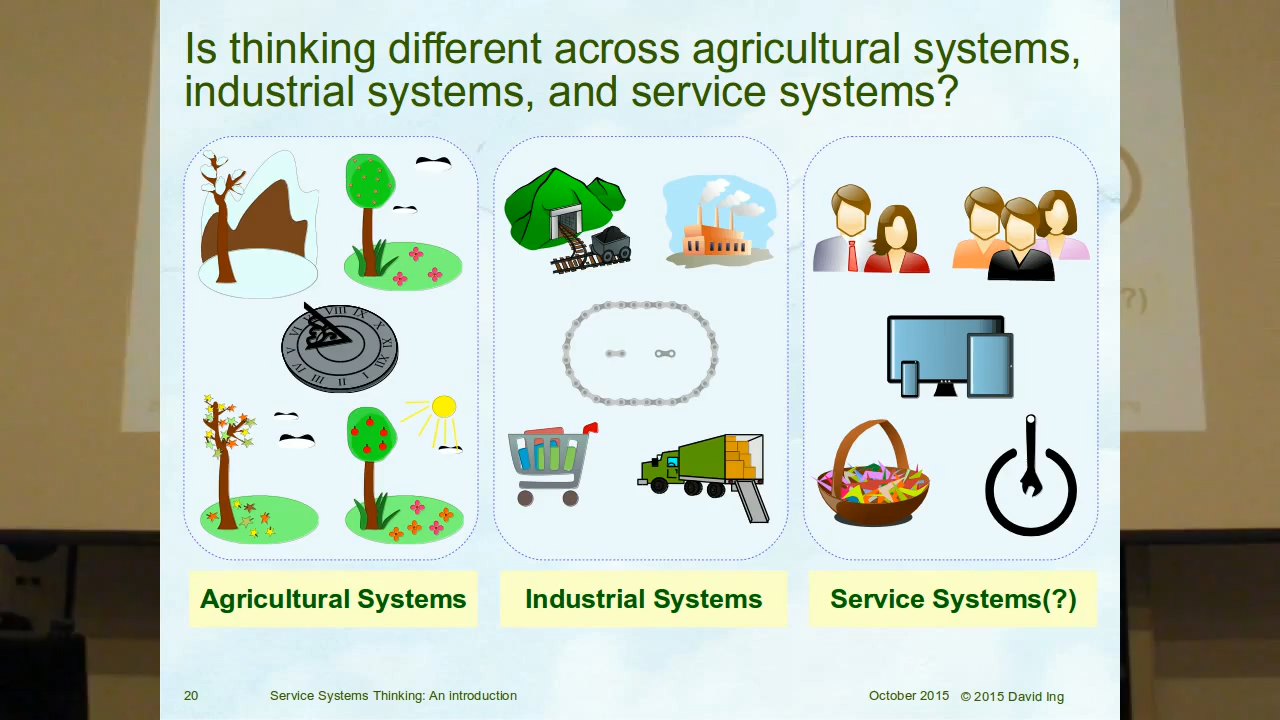 Is thinking different across agricultural systems,
industrial systems, and service systems?
Agricultural Systems
Industrial Systems
Service Systems(?)
20
Service Systems Thinking: An introduction
October 2015
© 2015 David Ing